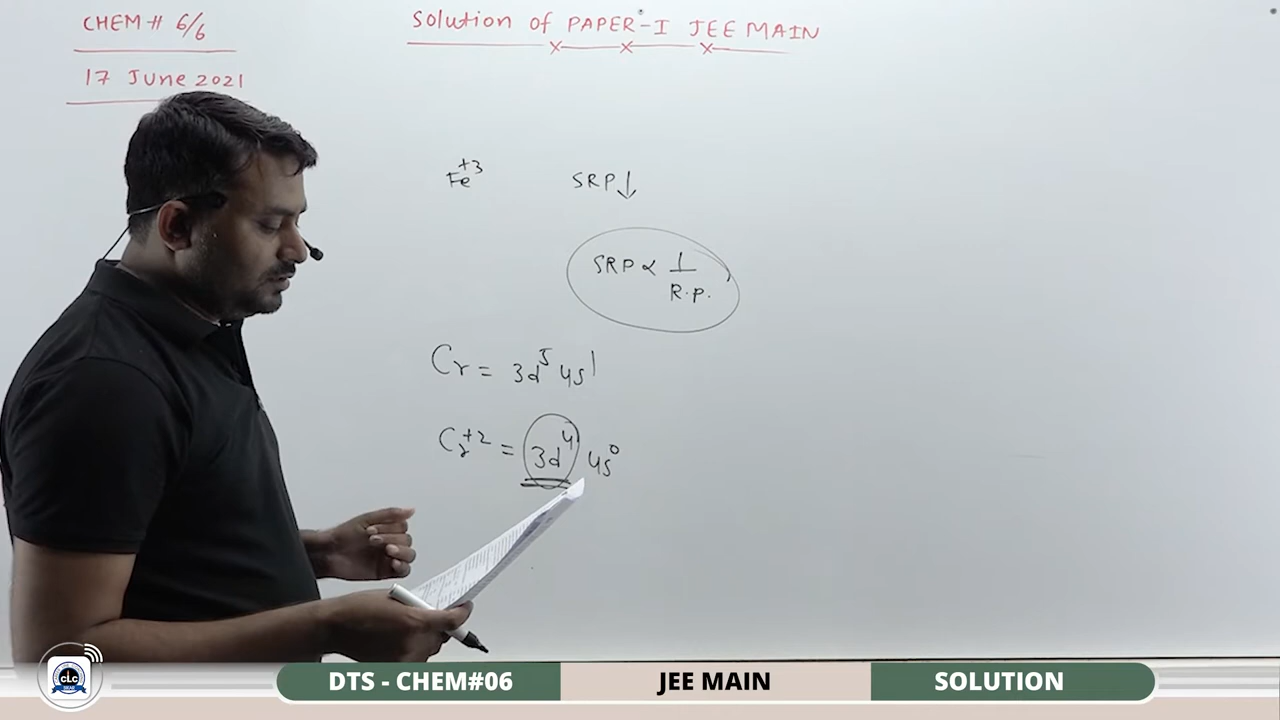 CHEM# 6/6
17 June 2021
Solution of PAPER-I JEE MAIN
Fe+3 SRP↓
SRP ∝ 1/R.P.
Cr = 3d5 4s1
Cr+2 = 3d4 4s0
CLC
DTS - CHEM#06 JEE MAIN SOLUTION